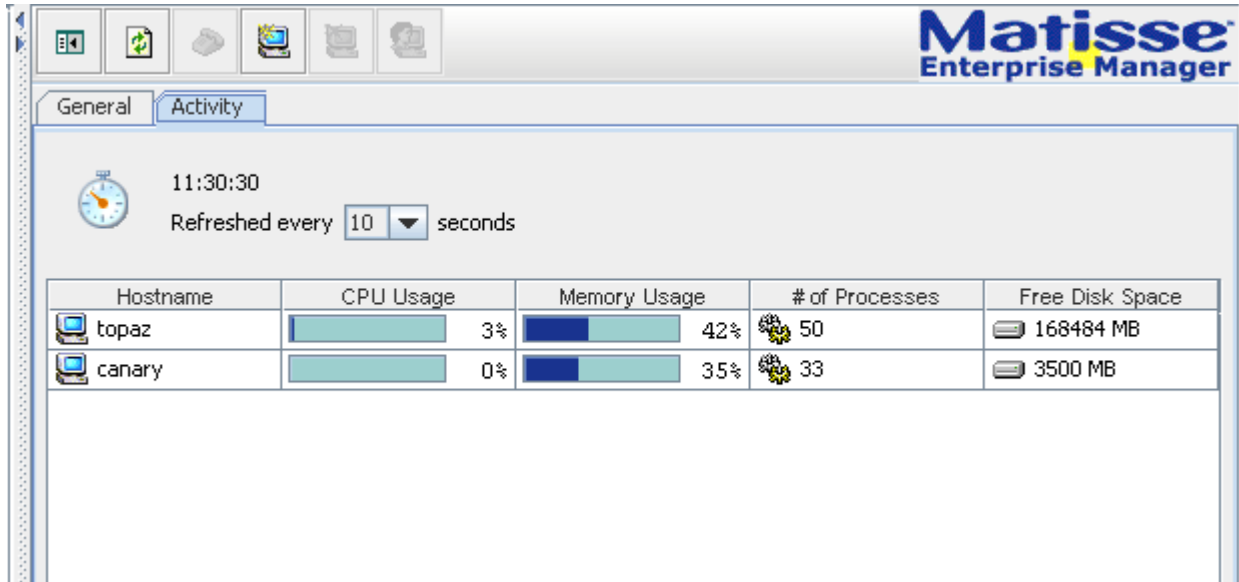 Matisse
Enterprise Manager
General Activity
11:30:30
Refreshed every 10 seconds
Hostname CPU Usage Memory Usage # of Processes Free Disk Space
topaz 3% 42% 50 168484 MB
canary 0% 35% 33 3500 MB